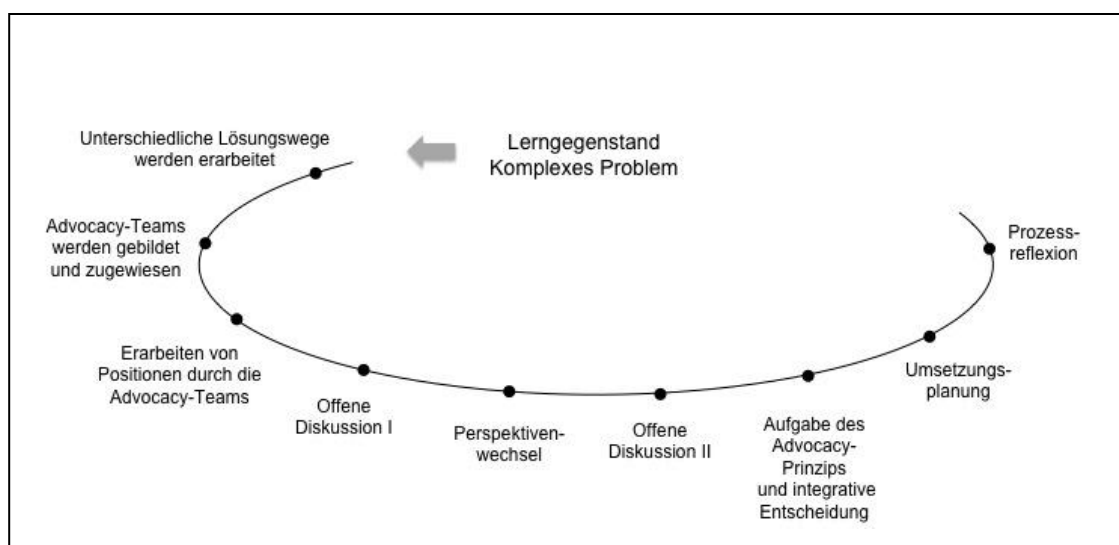 Lerngegenstand
Komplexes Problem
Unterschiedliche Lösungswege
werden erarbeitet
Advocacy-Teams
werden gebildet
und zugewiesen
Erarbeiten von
Positionen durch die
Advocacy-Teams
Offene
Diskussion I
Perspektiven-
wechsel
Offene
Diskussion II
Aufgabe des
Advocacy-
Prinzips
und integrative
Entscheidung
Umsetzungs-
planung
Prozess-
reflexion